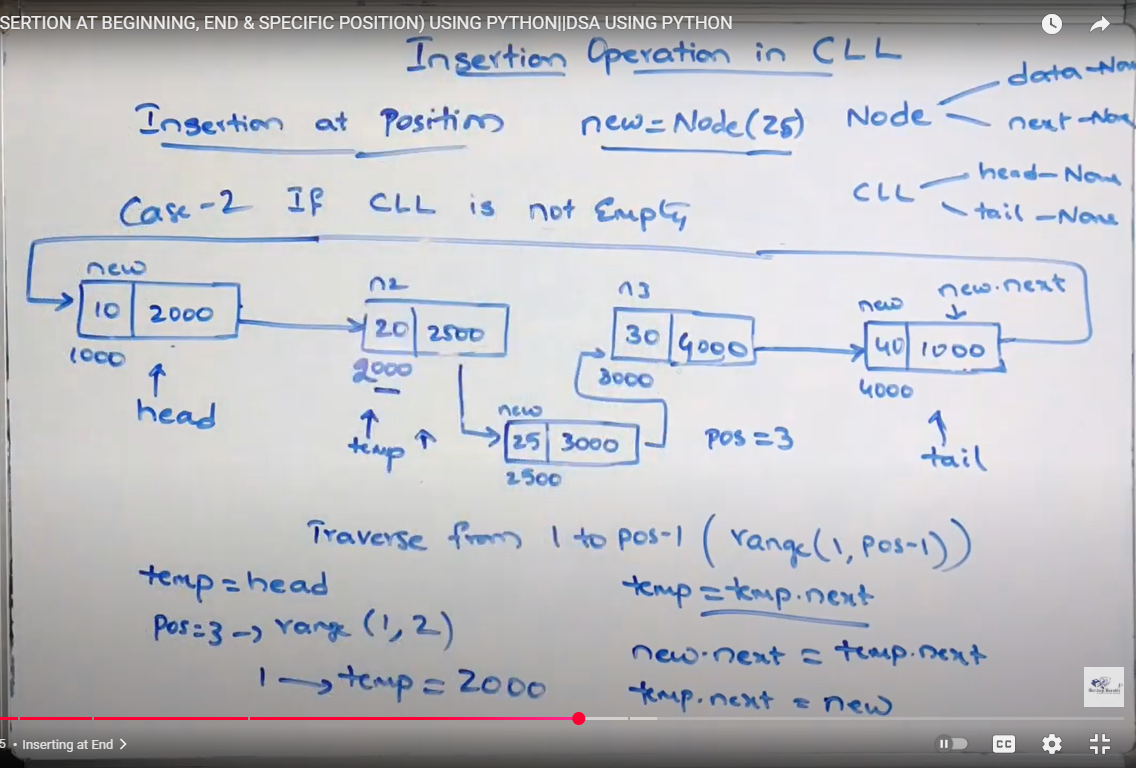 SERTION AT BEGINNING, END & SPECIFIC POSITION) USING PYTHON||DSA USING PYTHON
Insertion Operation in CLL
Insertion at Position new=Node(25) Node
data-Non
next-Non
CLL
head-None
tail-None
Case-2 If CLL is not Empty
new
10 2000
1000
head
n2
20 2500
2000
temp
new
25 3000
2500
n3
30 4000
3000
pos=3
new new.next
40 1000
4000
tail
Traverse from 1 to pos-1 (range(1, pos-1))
temp=head
temp=temp.next
pos=3→ range (1,2)
new.next = temp.next
1 → temp = 2000
temp.next = new
5 • Inserting at End >
CC